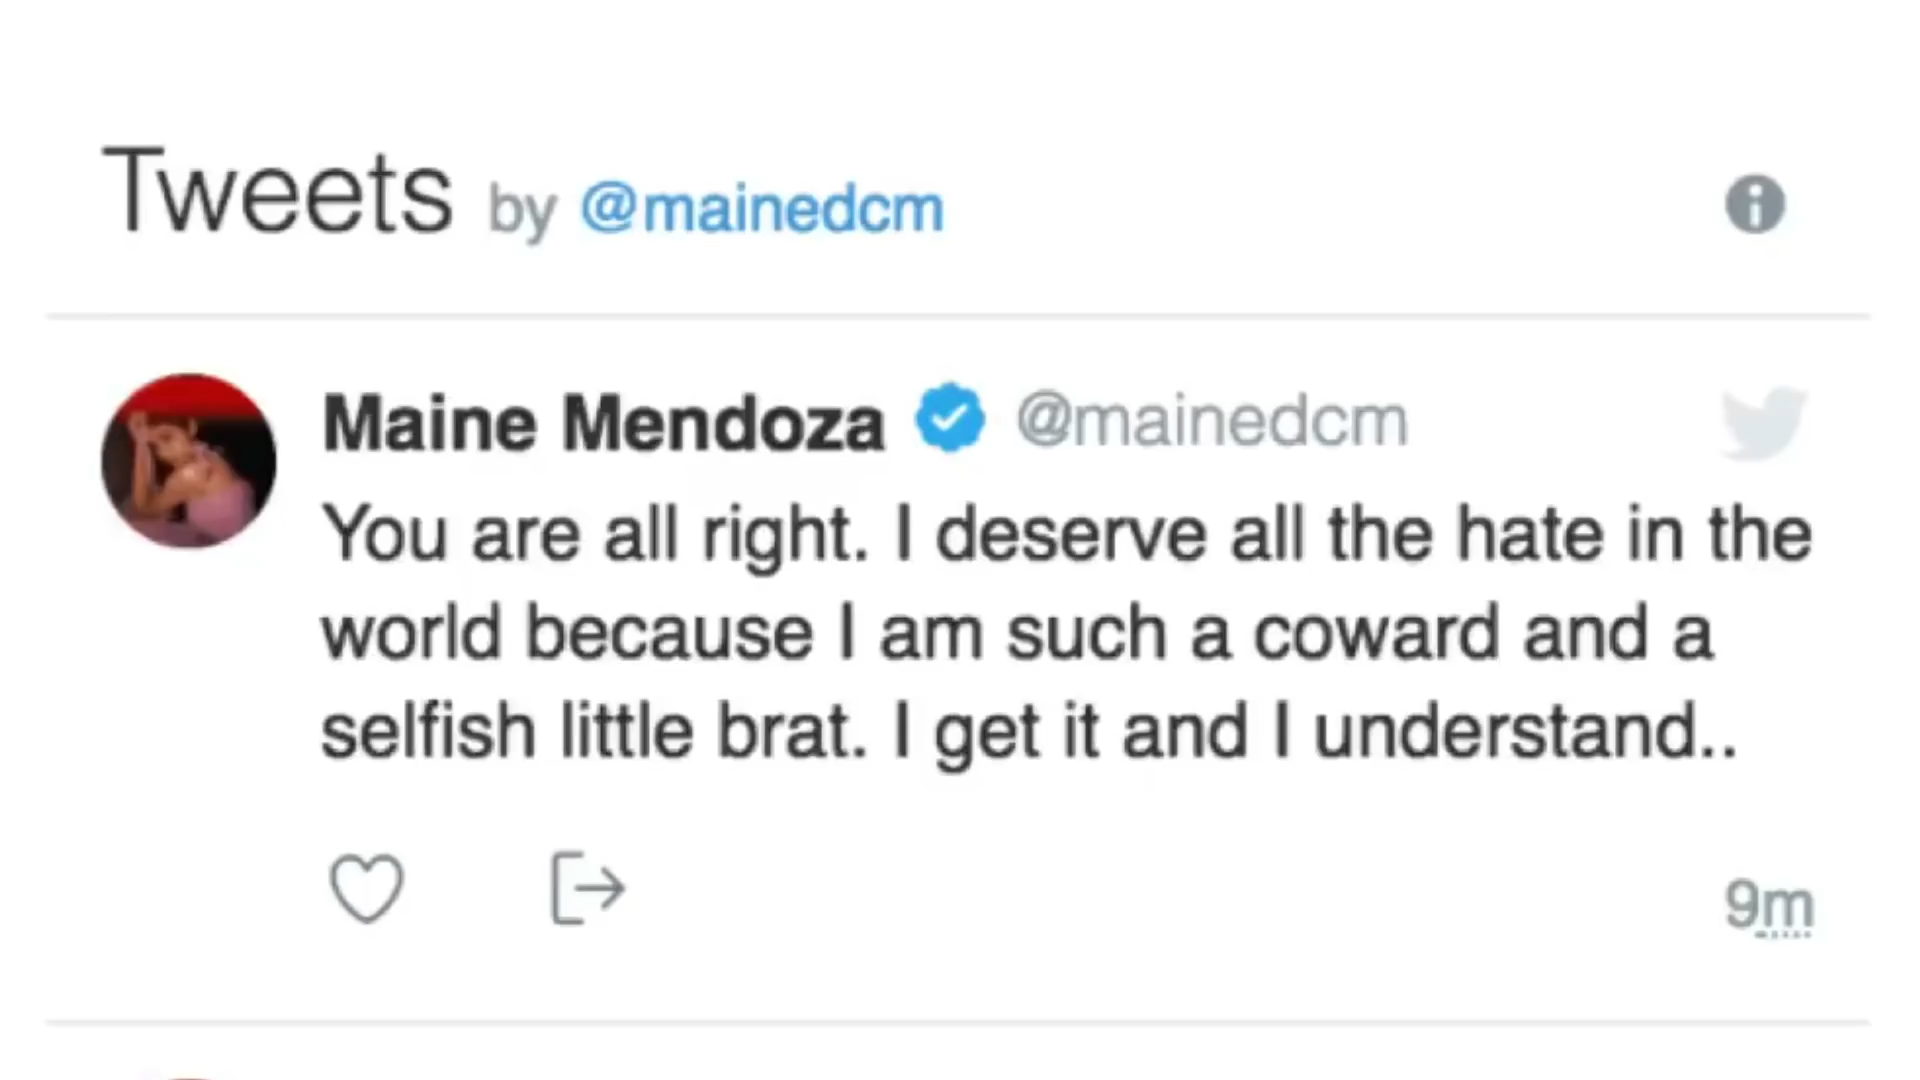 Tweets by @mainedcm
Maine Mendoza @mainedcm
You are all right. I deserve all the hate in the
world because I am such a coward and a
selfish little brat. I get it and I understand..
9m